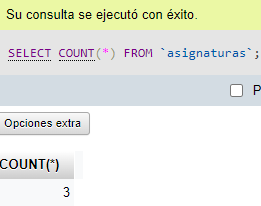 Su consulta se ejecutó con éxito.
SELECT COUNT(*) FROM `asignaturas`;
P
Opciones extra
COUNT(*)
3